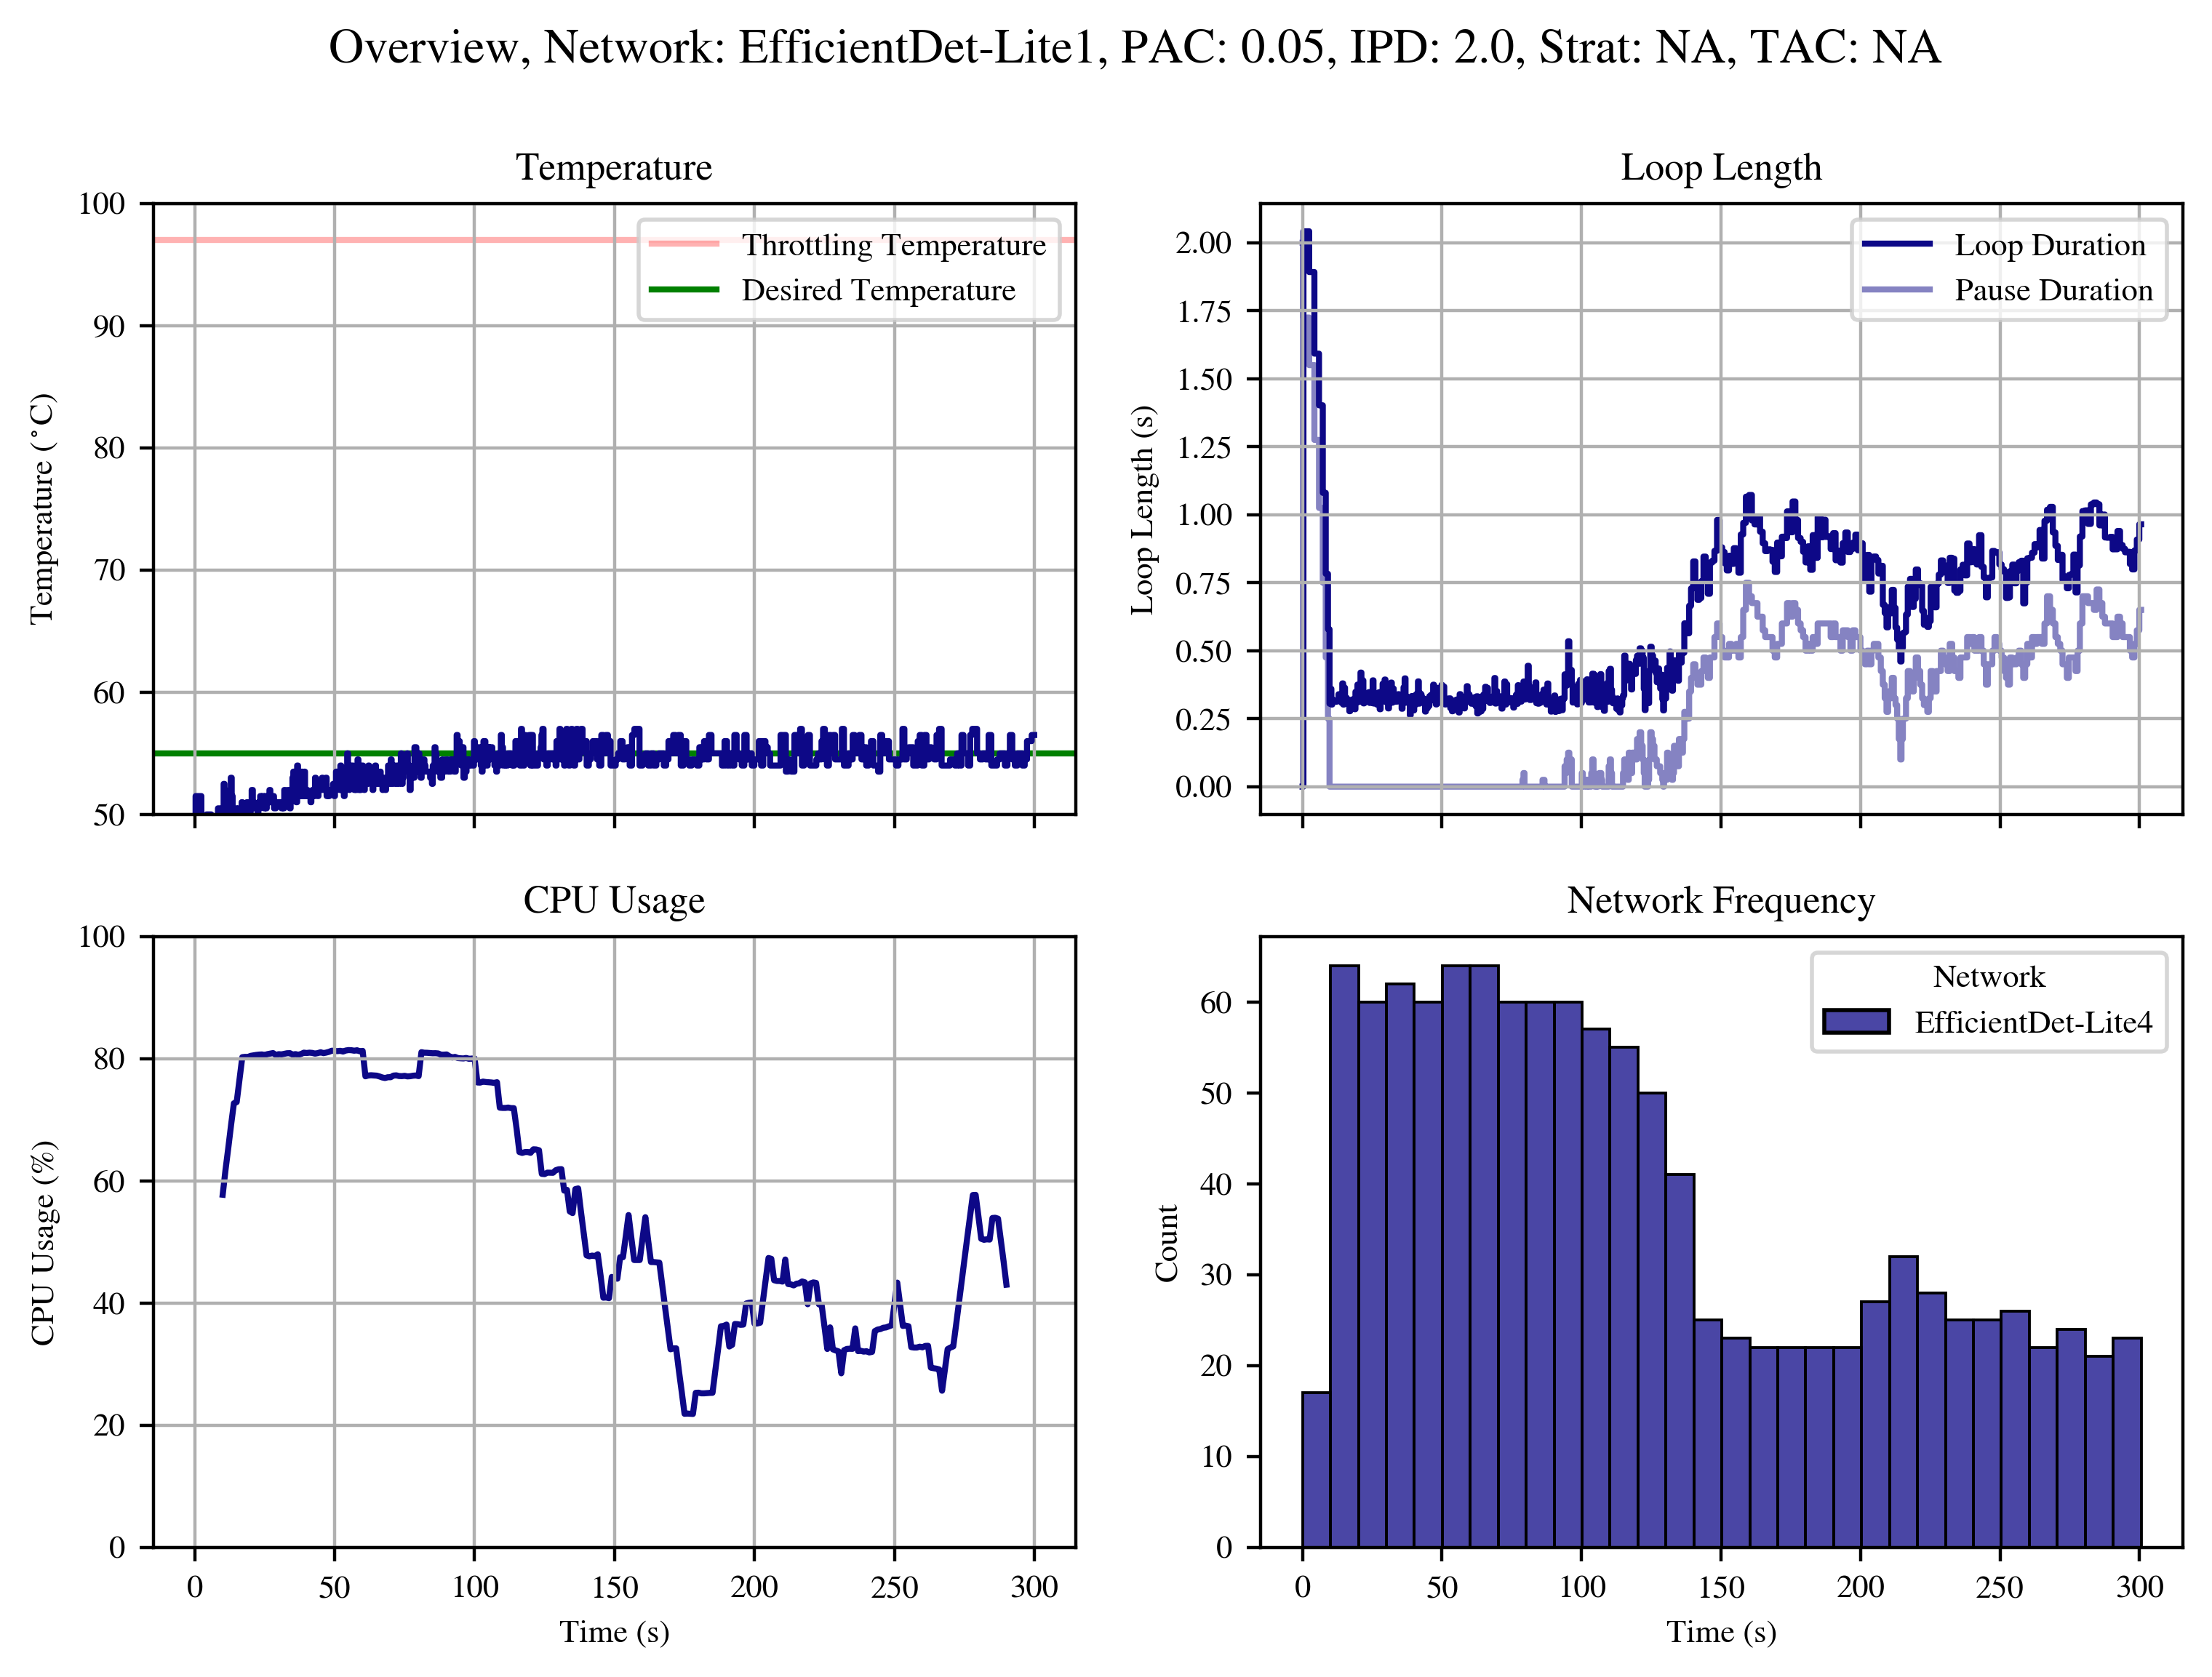 Overview, Network: EfficientDet-Lite1, PAC: 0.05, IPD: 2.0, Strat: NA, TAC: NA
Temperature
100
90
80
70
60
50
Temperature (°C)
Throttling Temperature
Desired Temperature
Loop Length
2.00
1.75
1.50
1.25
1.00
0.75
0.50
0.25
0.00
Loop Length (s)
Loop Duration
Pause Duration
CPU Usage
100
80
60
40
20
0
CPU Usage (%)
0 50 100 150 200 250 300
Time (s)
Network Frequency
60
50
40
30
20
10
0
Count
Network
EfficientDet-Lite4
0 50 100 150 200 250 300
Time (s)